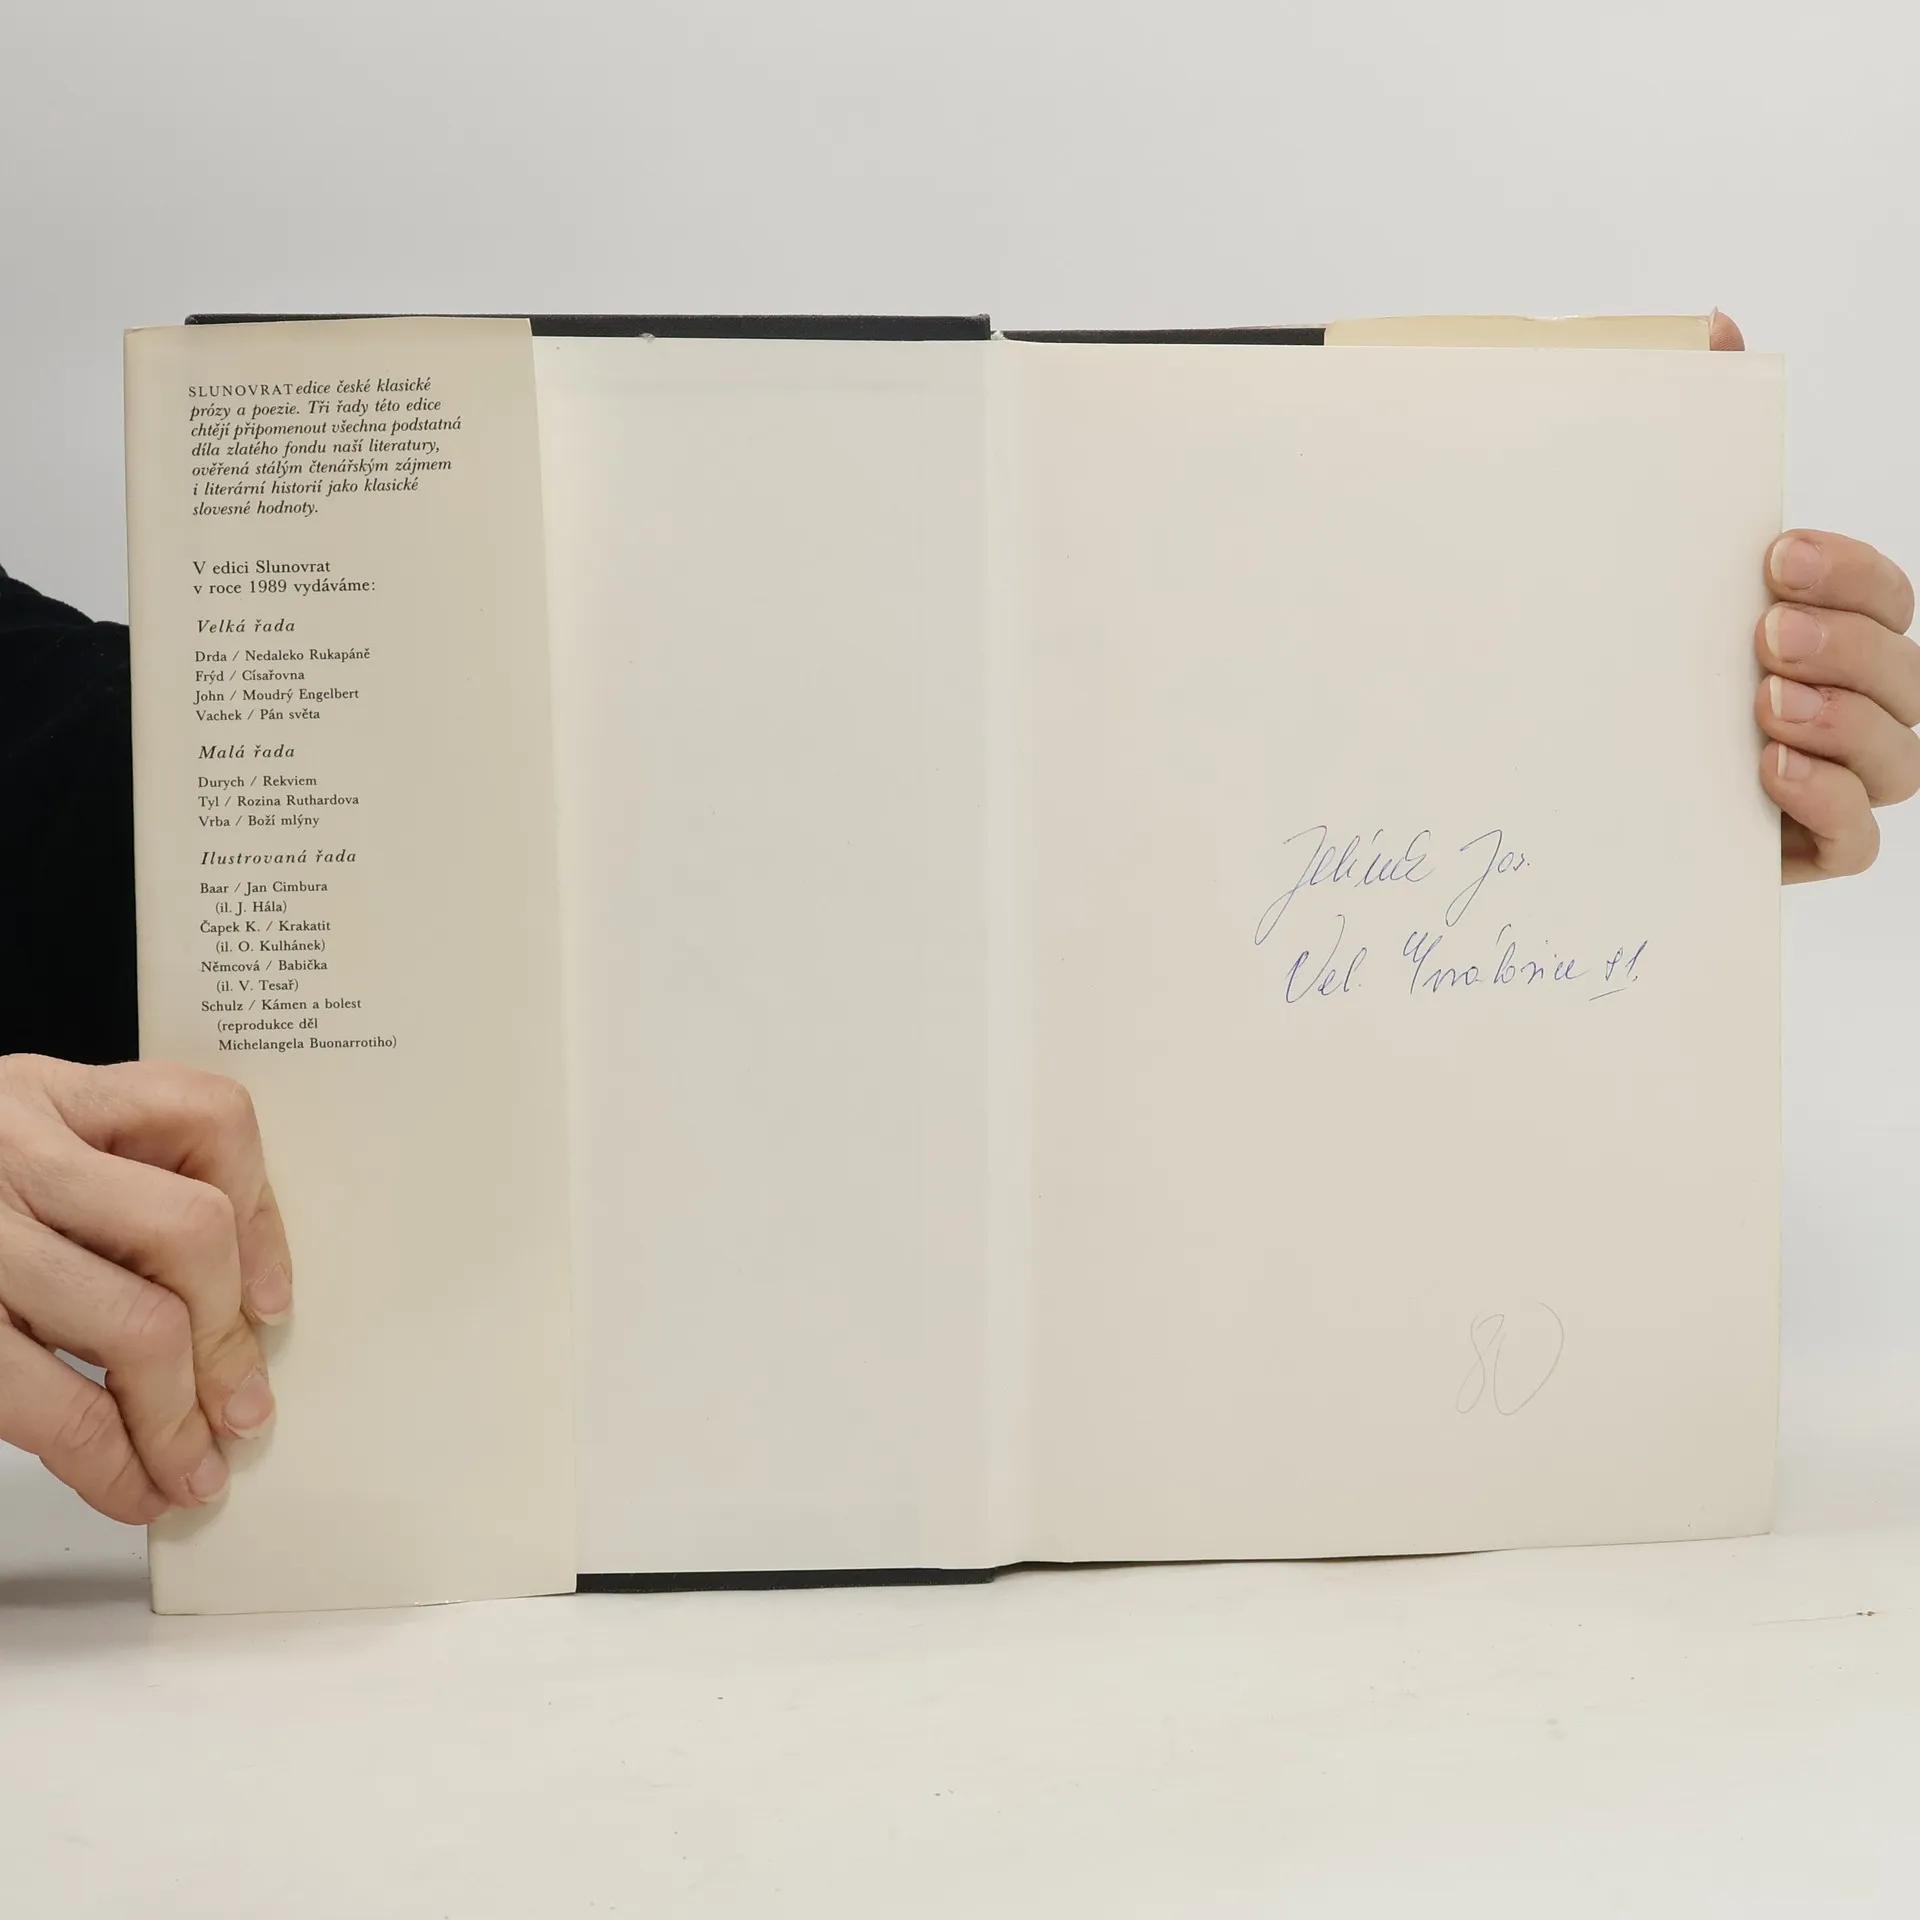 SLUNOVRAT edice české klasické
prózy a poezie. Tři řady této edice
chtějí připomenout všechna podstatná
díla zlatého fondu naší literatury,
ověřená stálým čtenářským zájmem
i literární historií jako klasické
slovesné hodnoty.
V edici Slunovrat
v roce 1989 vydáváme:
Velká řada
Drda / Nedaleko Rukapáně
Frýd / Císařovna
John / Moudrý Engelbert
Vachek / Pán světa
Malá řada
Durych / Rekviem
Tyl / Rozina Ruthardova
Vrba / Boží mlýny
Ilustrovaná řada
Baar / Jan Cimbura
(il. J. Hála)
Čapek K. / Krakatit
(il. O. Kulhánek)
Němcová / Babička
(il. V. Tesař)
Schulz / Kámen a bolest
(reprodukce děl
Michelangela Buonarrotiho)
Jelínek Jos.
Vel.
80